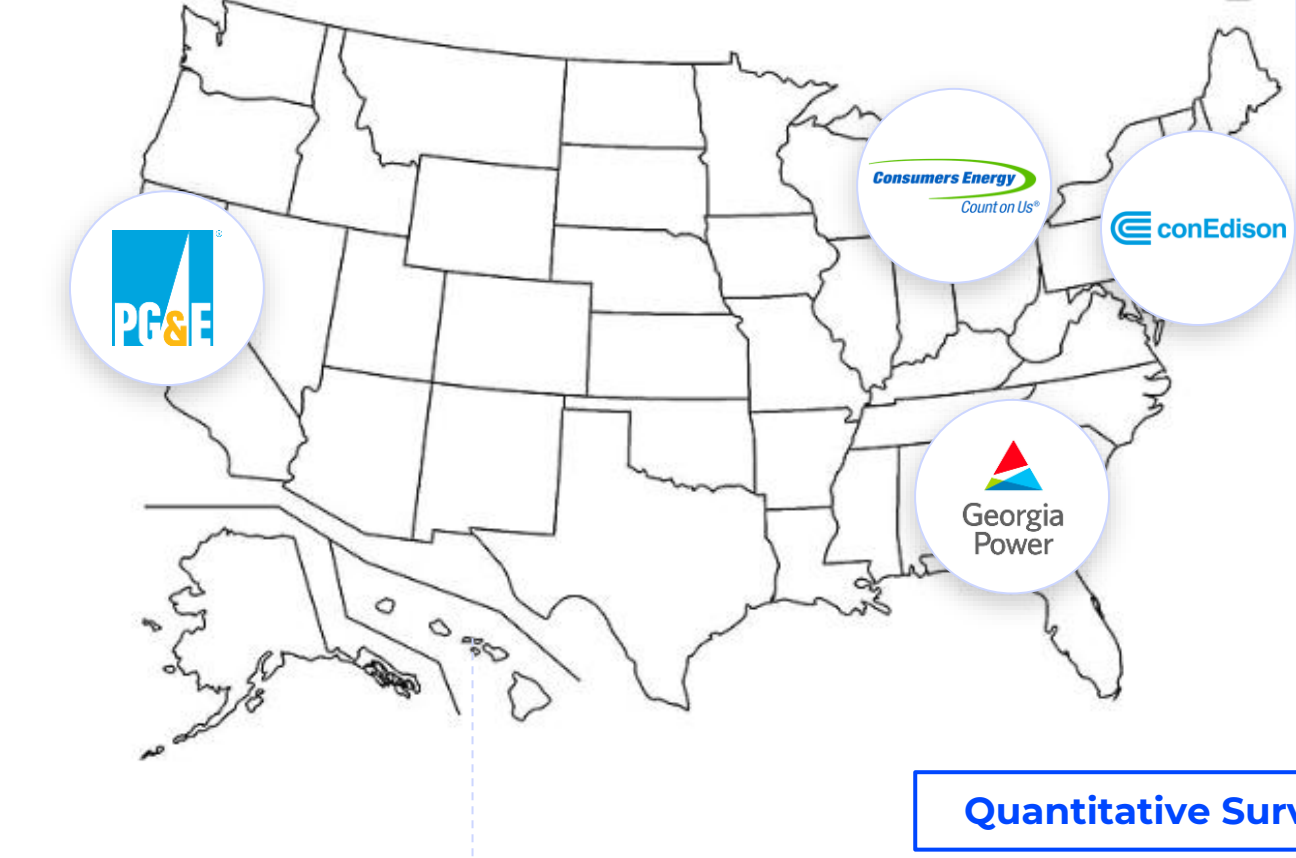 Consumers Energy
Count on Us®
conEdison
PG&E®
Georgia
Power
Quantitative Surv